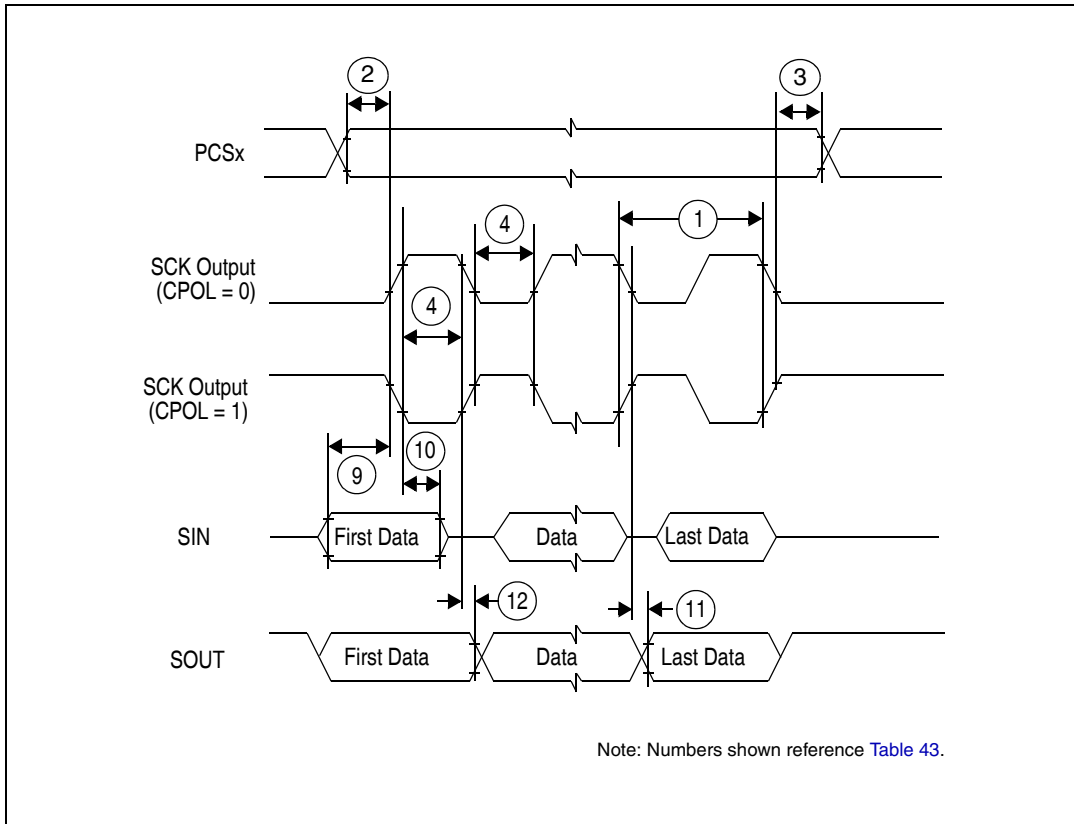 2
3
PCSx
4
1
SCK Output
(CPOL = 0)
4
SCK Output
(CPOL = 1)
9
10
SIN
First Data
Data
Last Data
12
11
SOUT
First Data
Data
Last Data
Note: Numbers shown reference Table 43.